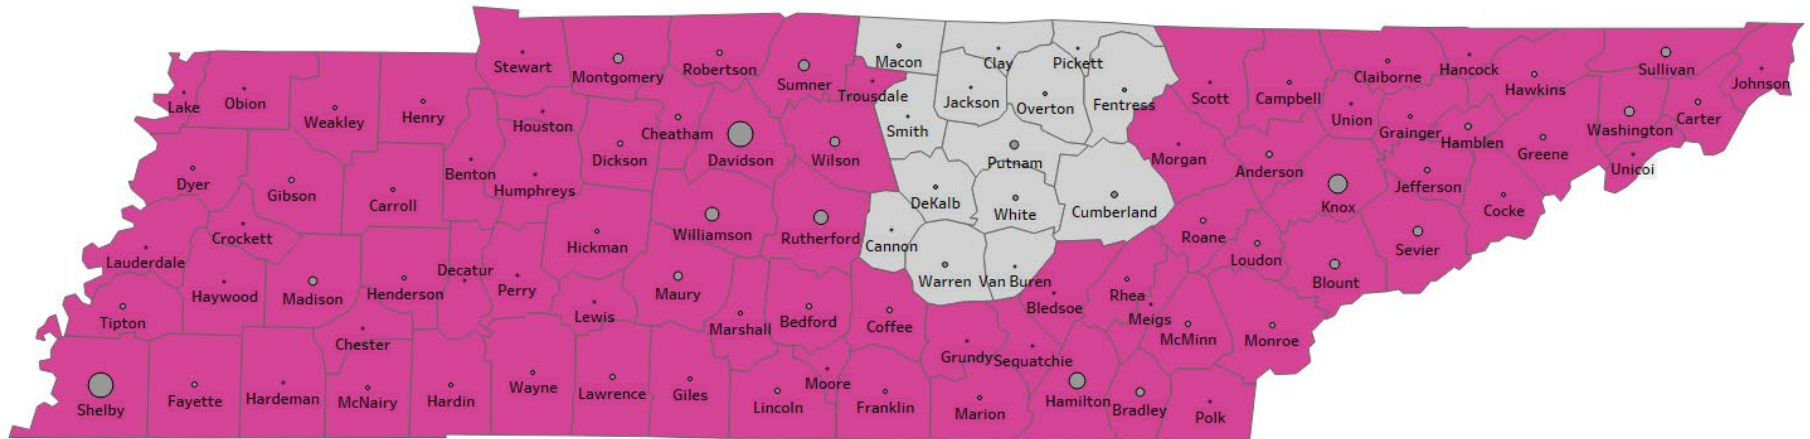 Stewart
Montgomery
Robertson
Sumner
Macon
Clay
Pickett
Trousdale
Lake
Obion
Weakley
Henry
Houston
Dickson
Cheatham
Davidson
Wilson
Smith
Jackson
Overton
Fentress
Scott
Campbell
Claiborne
Hancock
Hawkins
Sullivan
Johnson
Union
Grainger
Hamblen
Greene
Washington
Carter
Unicoi
Dyer
Gibson
Carroll
Benton
Humphreys
Putnam
Morgan
Anderson
Knox
Jefferson
Cocke
Crockett
Hickman
Williamson
Rutherford
DeKalb
White
Cumberland
Cannon
Roane
Loudon
Sevier
Lauderdale
Haywood
Madison
Henderson
Decatur
Perry
Lewis
Maury
Warren
Van Buren
Bledsoe
Rhea
Meigs
McMinn
Monroe
Blount
Tipton
Chester
Marshall
Bedford
Coffee
Grundy
Sequatchie
Shelby
Fayette
Hardeman
McNairy
Hardin
Wayne
Lawrence
Giles
Lincoln
Moore
Franklin
Marion
Hamilton
Bradley
Polk